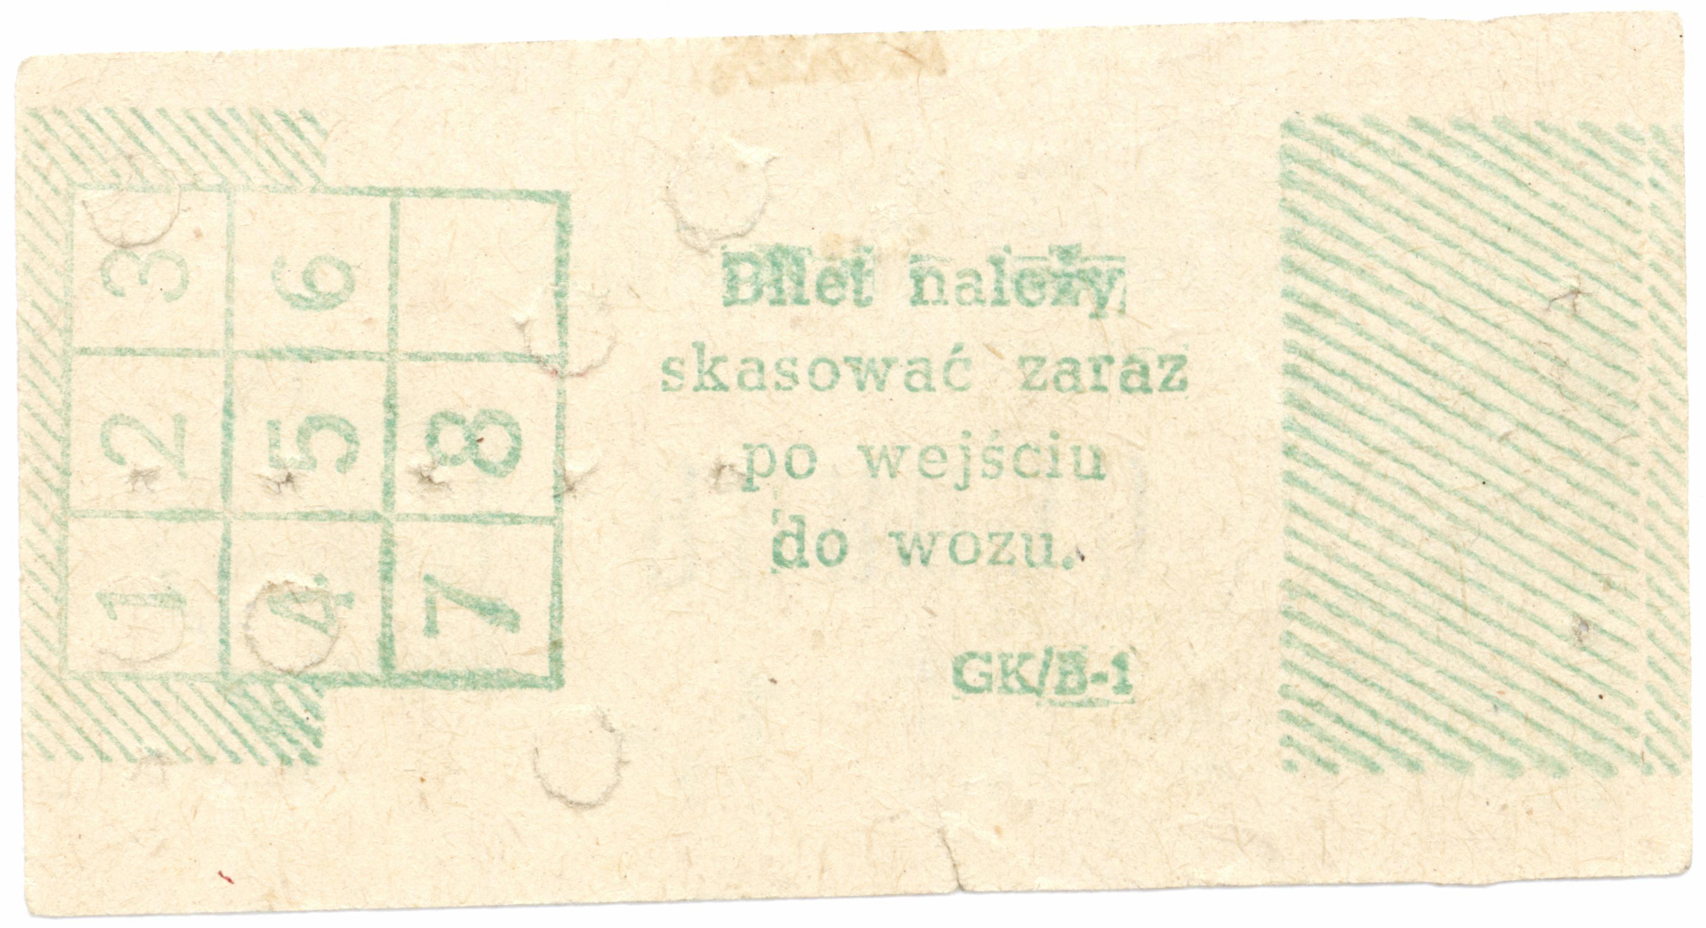 3 6
2 5 8
1 4 7
Bilet należy
skasować zaraz
po wejściu
do wozu.
GK/B-1